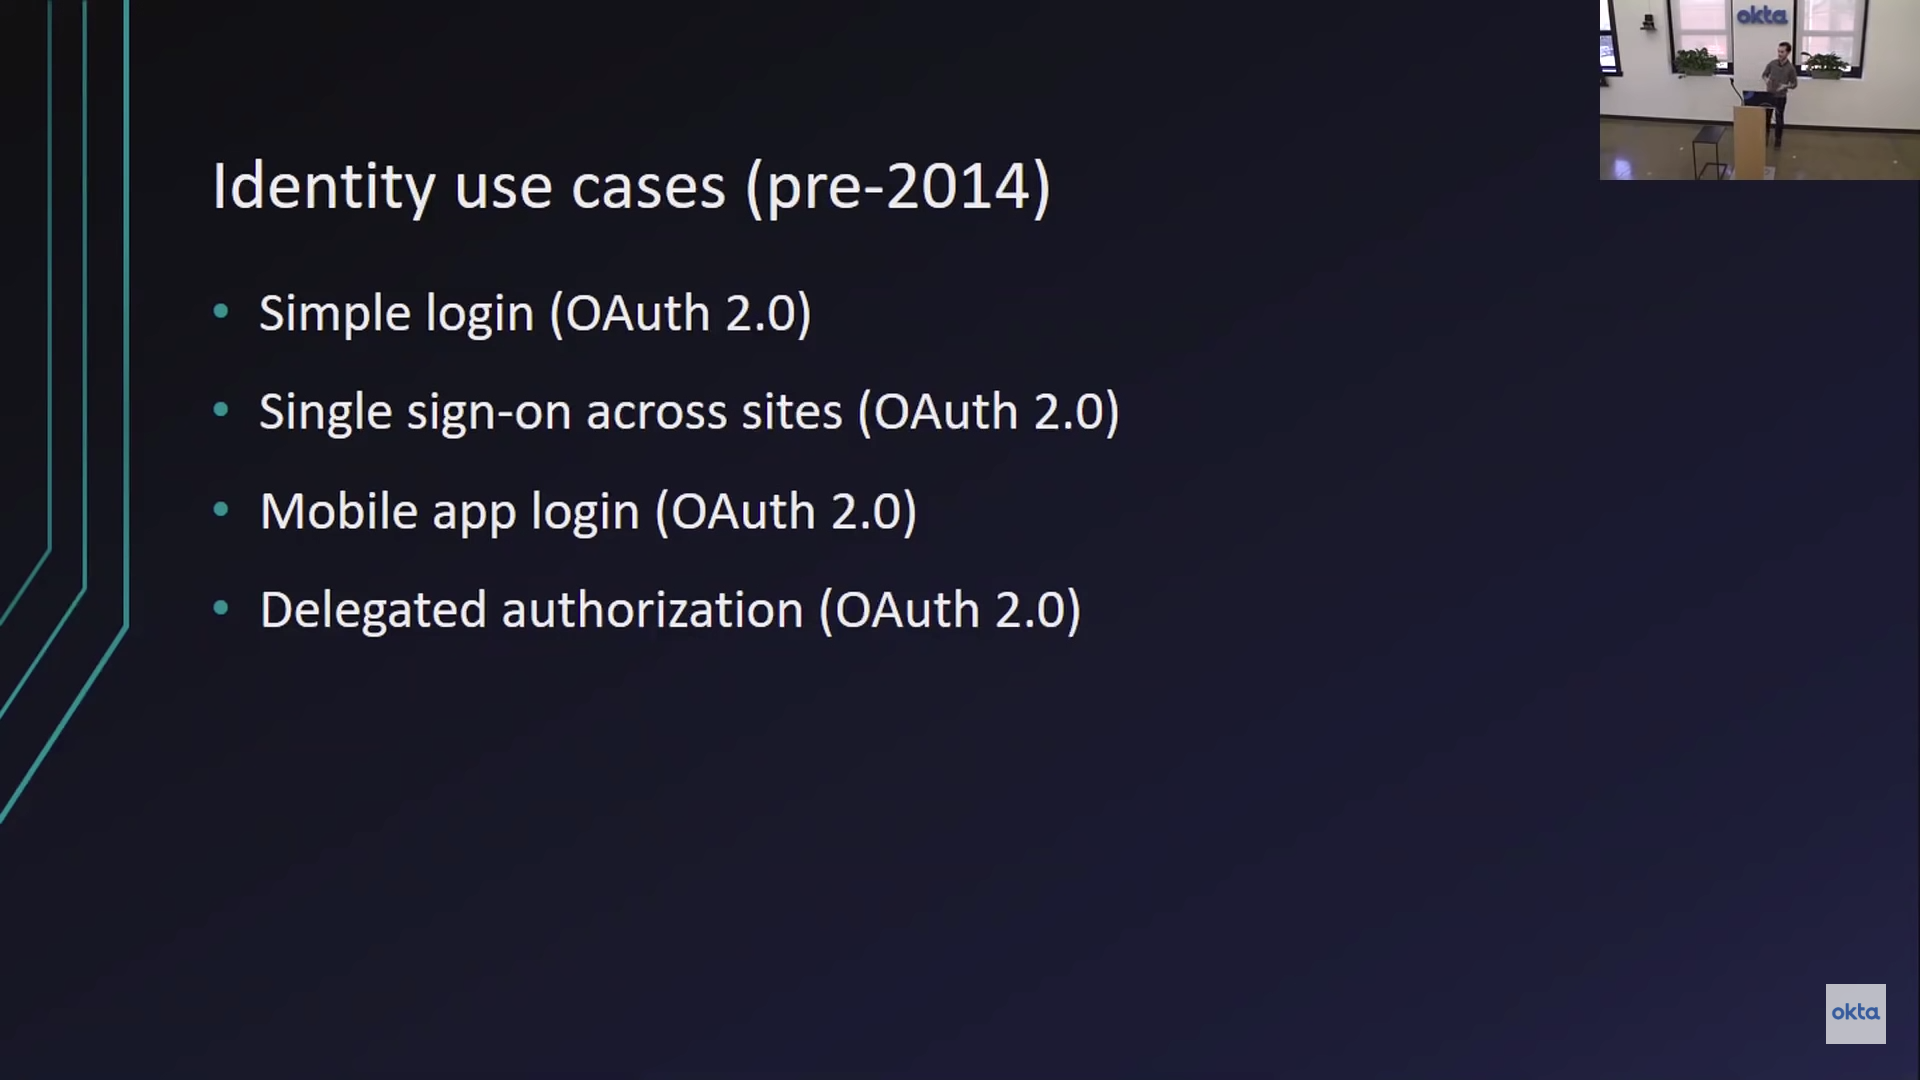 okta
Identity use cases (pre-2014)
• Simple login (OAuth 2.0)
• Single sign-on across sites (OAuth 2.0)
• Mobile app login (OAuth 2.0)
• Delegated authorization (OAuth 2.0)
okta